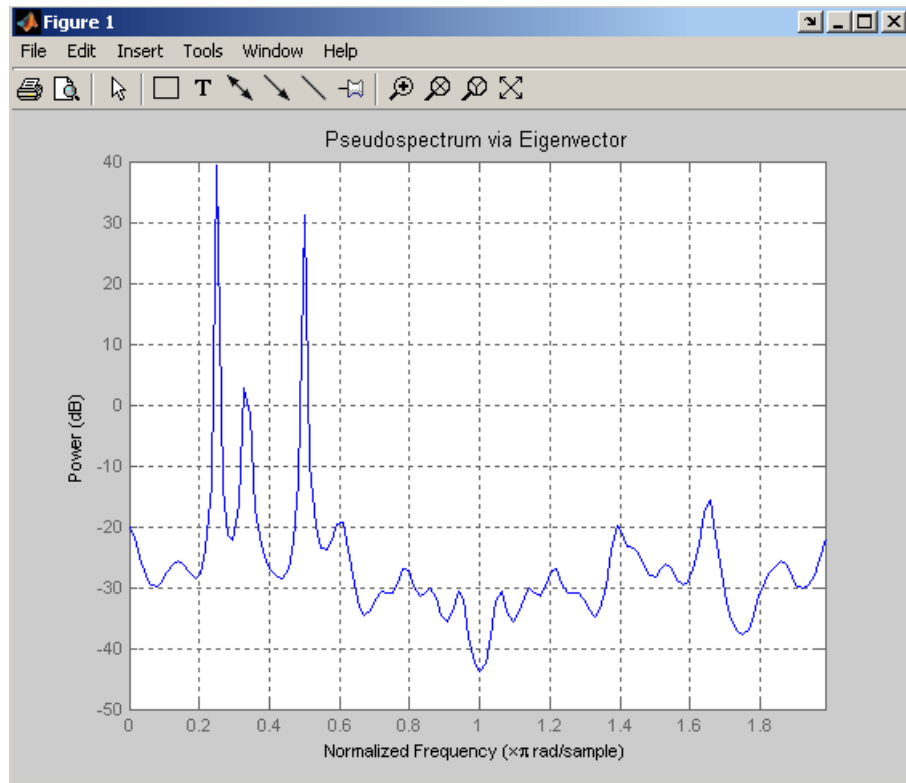 Figure 1
File Edit Insert Tools Window Help
T
Pseudospectrum via Eigenvector
40
30
20
10
0
-10
-20
-30
-40
-50
Power (dB)
0 0.2 0.4 0.6 0.8 1 1.2 1.4 1.6 1.8
Normalized Frequency (×π rad/sample)